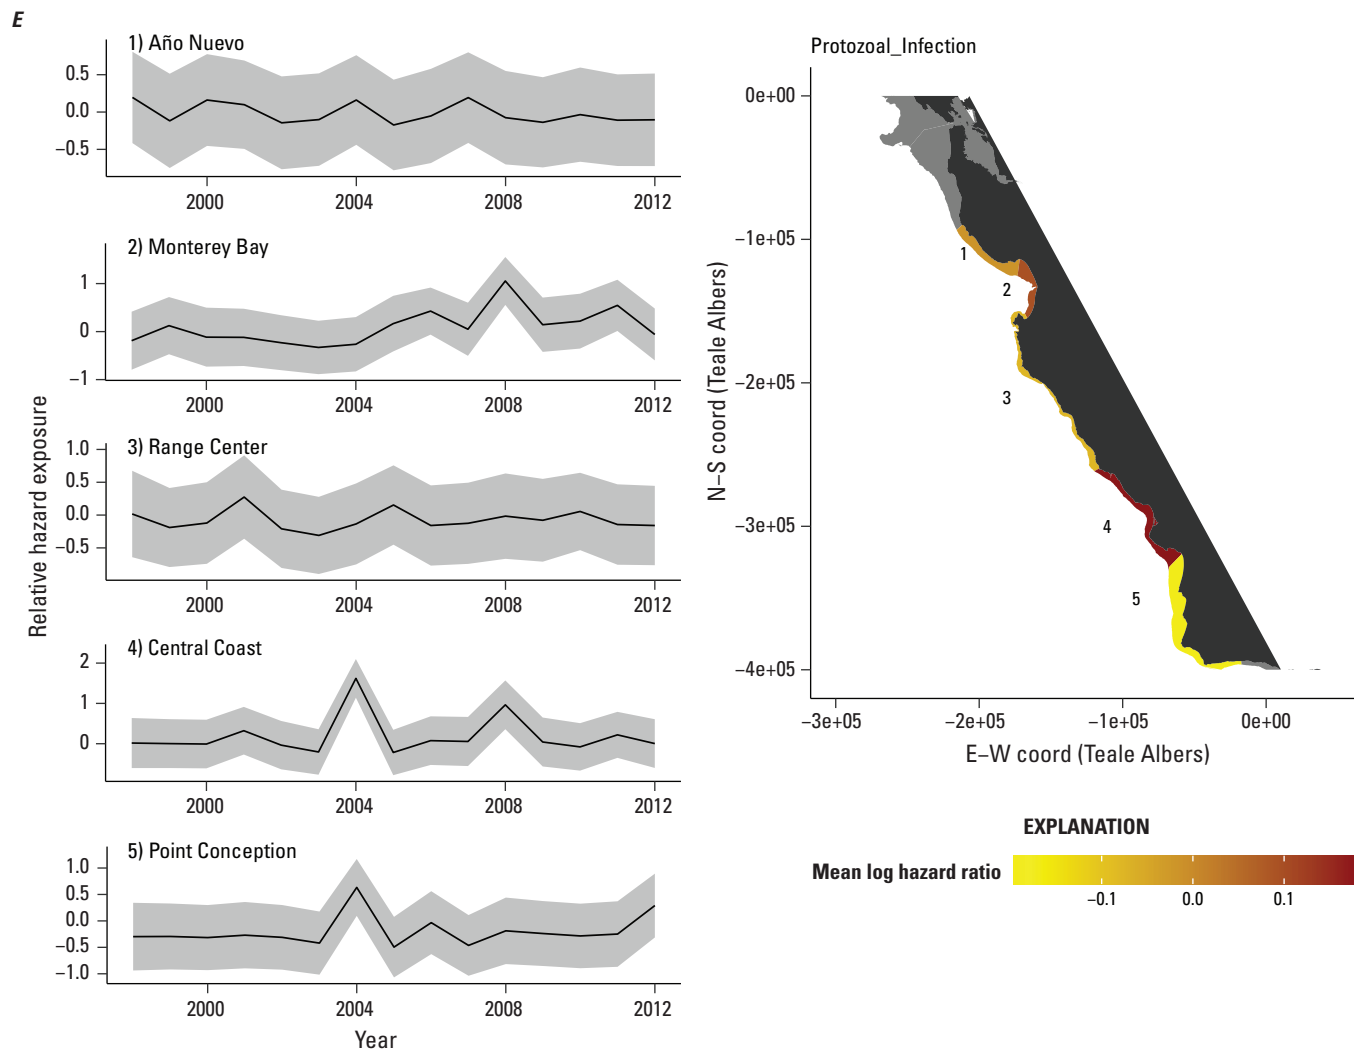 E
1) Año Nuevo
0.5
0.0
−0.5
2000
2004
2008
2012
2) Monterey Bay
1
0
−1
2000
2004
2008
2012
3) Range Center
1.0
0.5
0.0
−0.5
2000
2004
2008
2012
4) Central Coast
2
1
0
2000
2004
2008
2012
5) Point Conception
1.0
0.5
0.0
−0.5
−1.0
2000
2004
2008
2012
Relative hazard exposure
Year
Protozoal_Infection
0e+00
−1e+05
−2e+05
−3e+05
−4e+05
N−S coord (Teale Albers)
1
2
3
4
5
−3e+05
−2e+05
−1e+05
0e+00
E−W coord (Teale Albers)
EXPLANATION
Mean log hazard ratio
−0.1
0.0
0.1